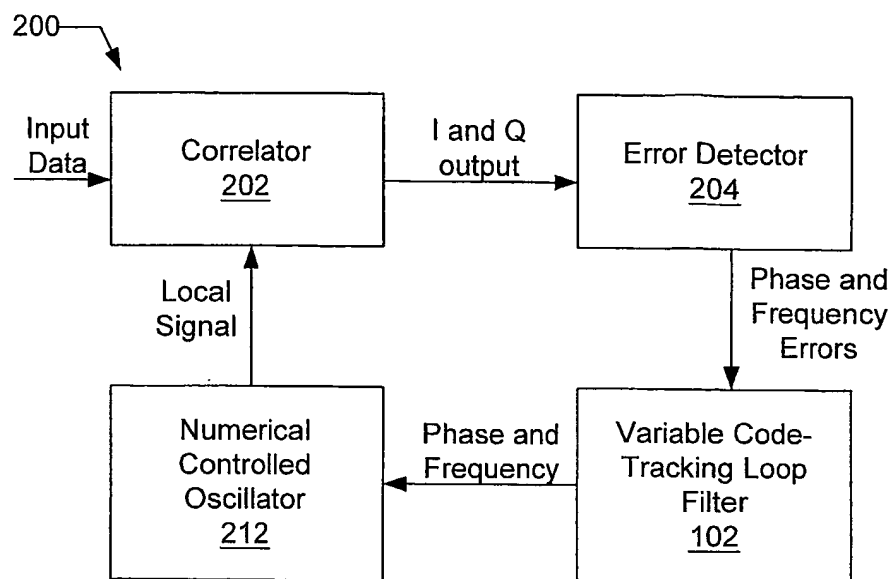 200
Input
Data
Correlator
202
I and Q
output
Error Detector
204
Local
Signal
Phase and
Frequency
Errors
Numerical
Controlled
Oscillator
212
Phase and
Frequency
Variable Code-
Tracking Loop
Filter
102